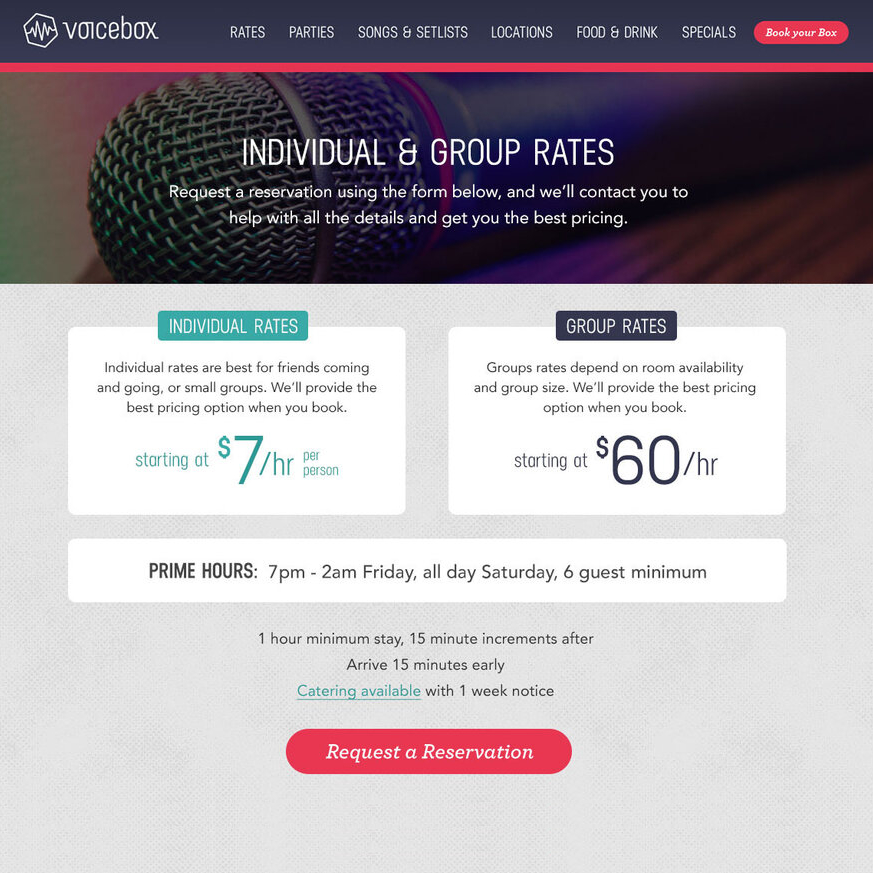 voicebox
RATES
PARTIES
SONGS & SETLISTS
LOCATIONS
FOOD & DRINK
SPECIALS
Book your Box
INDIVIDUAL & GROUP RATES
Request a reservation using the form below, and we'll contact you to
help with all the details and get you the best pricing.
INDIVIDUAL RATES
Individual rates are best for friends coming
and going, or small groups. We'll provide the
best pricing option when you book.
starting at $7/hr per person
GROUP RATES
Groups rates depend on room availability
and group size. We'll provide the best pricing
option when you book.
starting at $60/hr
PRIME HOURS: 7pm - 2am Friday, all day Saturday, 6 guest minimum
1 hour minimum stay, 15 minute increments after
Arrive 15 minutes early
Catering available with 1 week notice
Request a Reservation